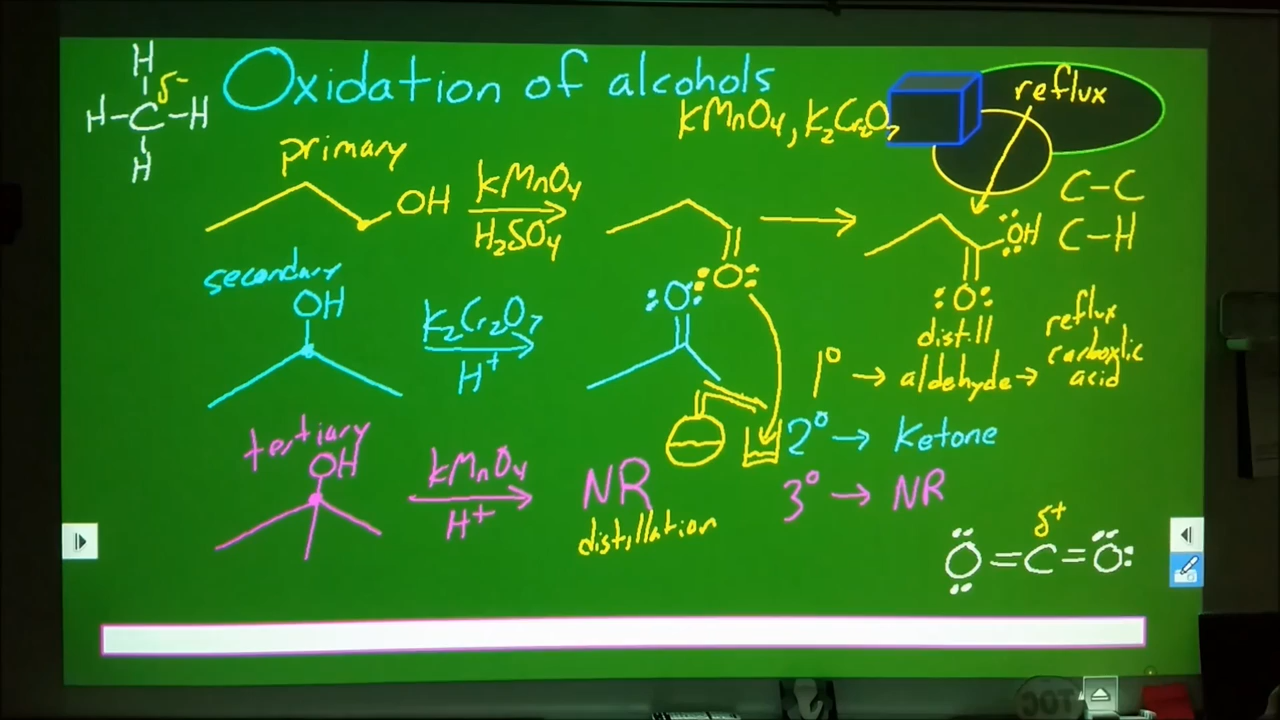 H
H-C-H δ-
H
Oxidation of alcohols
KMnO4, K2Cr2O7
reflux
primary
OH
KMnO4
H2SO4
O
OH
O
C-C
C-H
secondary
OH
K2Cr2O7
H+
O
distill
reflux
1° → aldehyde → carboxlic
acid
2° → Ketone
tertiary
OH
KMnO4
H+
NR
distillation
3° → NR
δ+
O=C=O
TOC